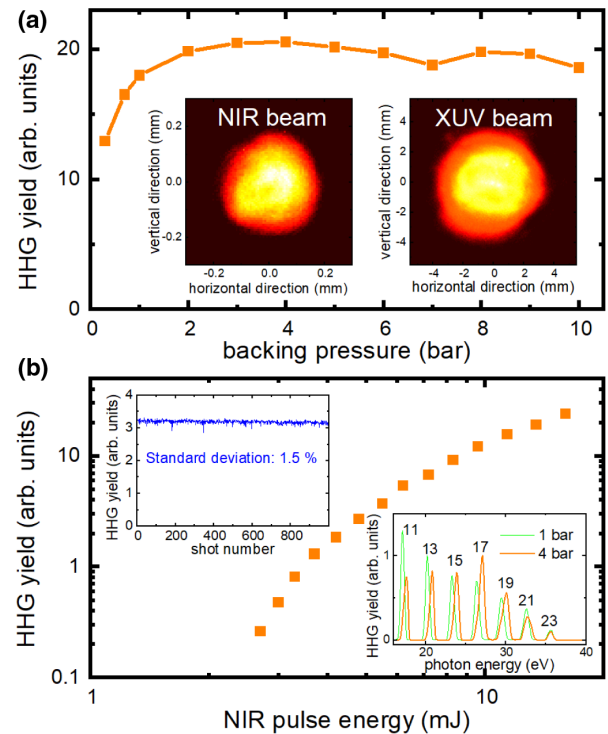 (a)
HHG yield (arb. units)
20
10
0
NIR beam
vertical direction (mm)
0.2
0.0
-0.2
-0.2 0.0 0.2
horizontal direction (mm)
XUV beam
vertical direction (mm)
4
2
0
-2
-4
-4 -2 0 2 4
horizontal direction (mm)
0 2 4 6 8 10
backing pressure (bar)
(b)
HHG yield (arb. units)
10
1
0.1
HHG yield (arb. units)
4
3
2
1
0
Standard deviation: 1.5 %
0 200 400 600 800
shot number
HHG yield (arb. units)
1
0
11 13 15 17 19 21 23
1 bar
4 bar
20 30 40
photon energy (eV)
1 10
NIR pulse energy (mJ)